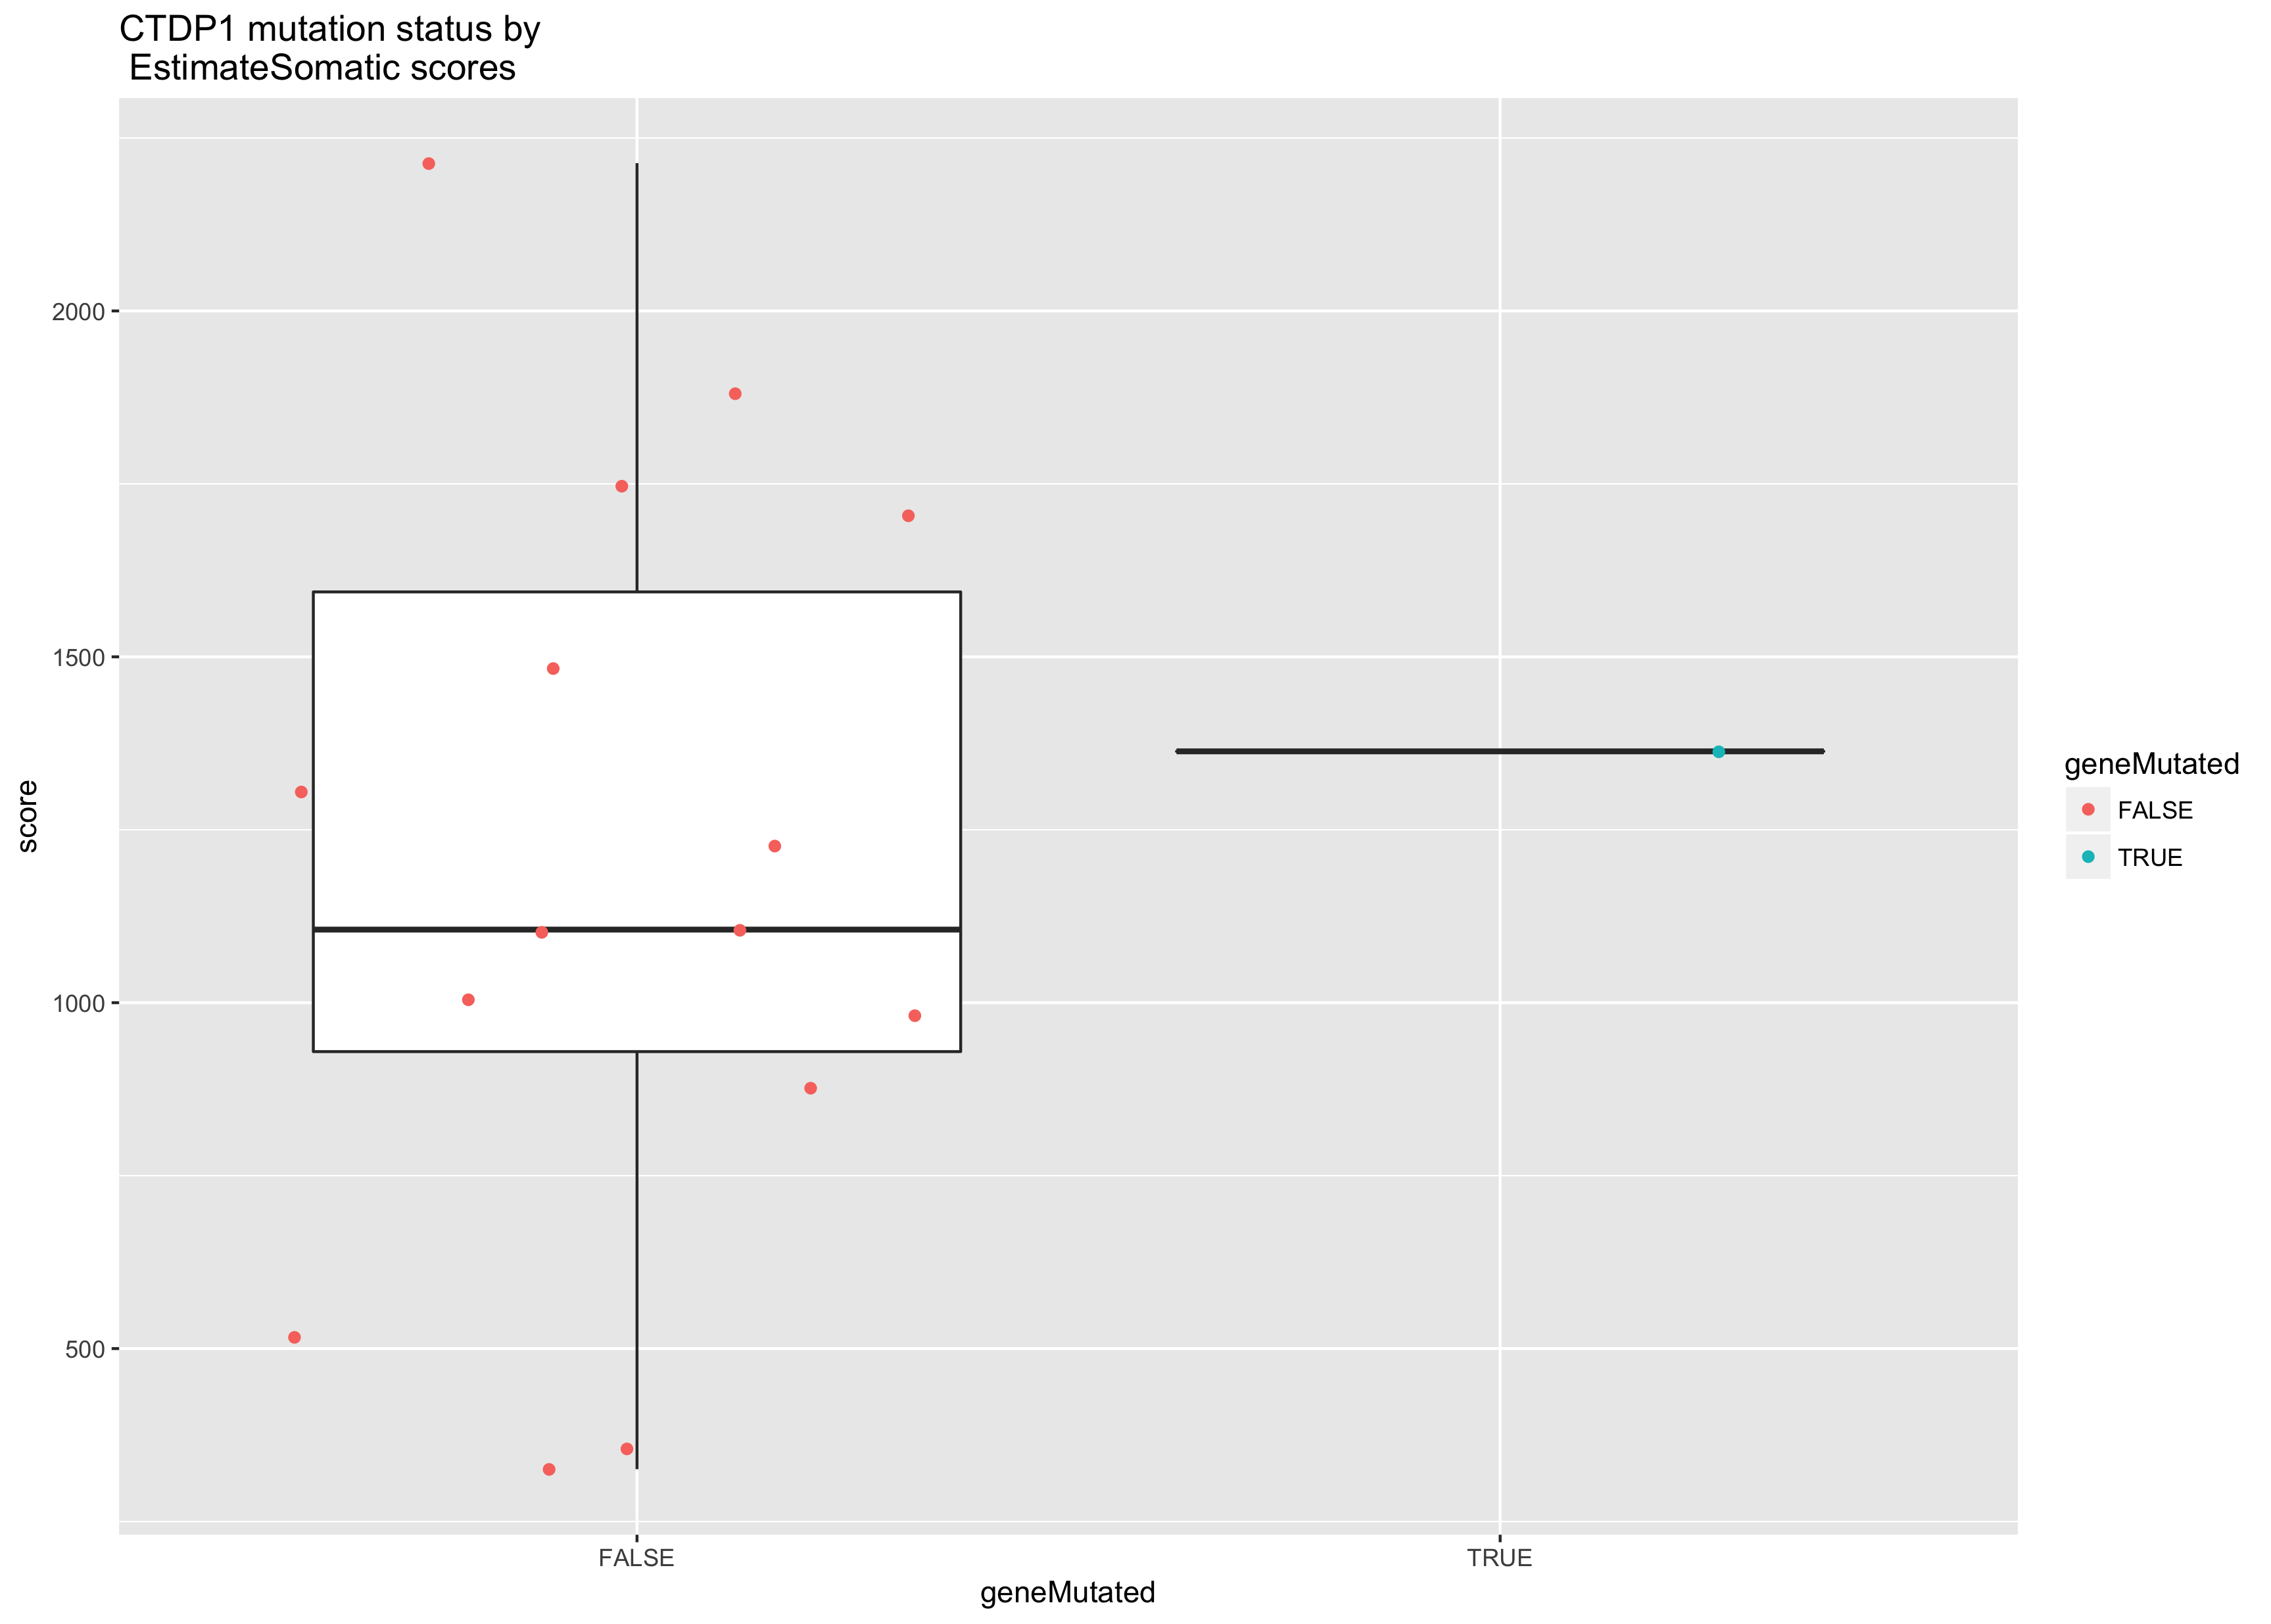 CTDP1 mutation status by
EstimateSomatic scores
2000
1500
1000
500
score
FALSE
TRUE
geneMutated
geneMutated
FALSE
TRUE